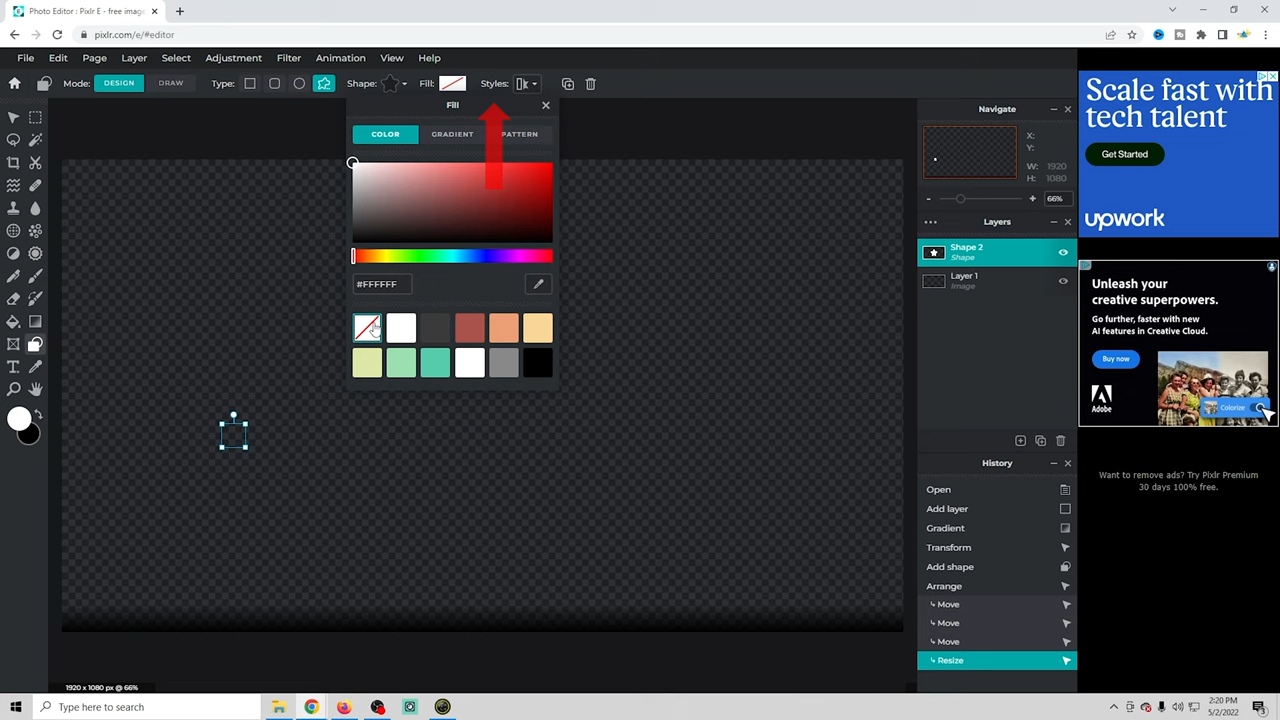 Photo Editor : Pixlr E - free imag
pixlr.com/e/#editor
File Edit Page Layer Select Adjustment Filter Animation View Help
Mode: DESIGN DRAW Type: Shape: Fill: Styles:
Fill
COLOR GRADIENT PATTERN
#FFFFFF
Navigate
X:
Y:
W: 1920
H: 1080
- + 66%
Layers
Shape 2
Shape
Layer 1
Image
History
Open
Add layer
Gradient
Transform
Add shape
Arrange
Move
Move
Move
Resize
Scale fast with
tech talent
Get Started
upwork
Unleash your
creative superpowers.
Go further, faster with new
AI features in Creative Cloud.
Buy now
Colorize
Adobe
Want to remove ads? Try Pixlr Premium
30 days 100% free.
1920 x 1080 px @ 66%
Type here to search
2:20 PM
5/2/2022